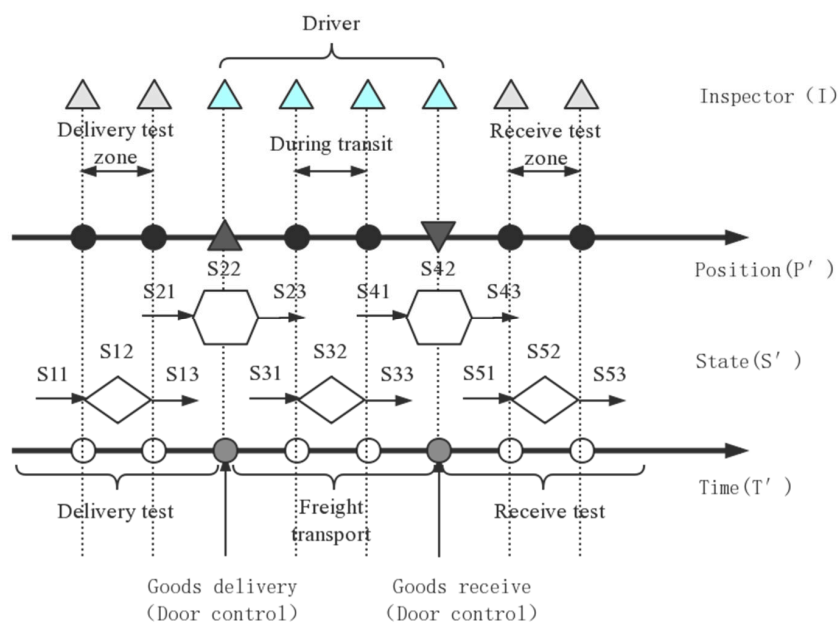 Driver
Inspector (I)
Delivery test
zone
During transit
Receive test
zone
Position(P′)
S22
S42
S21
S23
S41
S43
S12
S32
S52
State(S′)
S11
S13
S31
S33
S51
S53
Time(T′)
Delivery test
Freight
transport
Receive test
Goods delivery
(Door control)
Goods receive
(Door control)